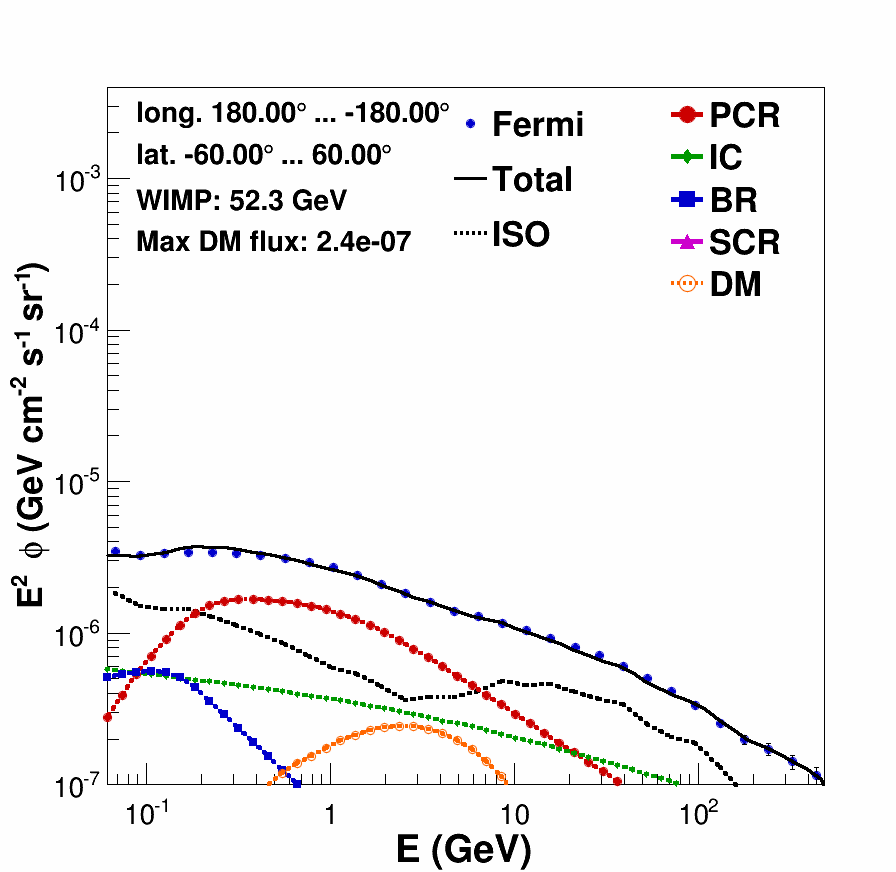 long. 180.00° ... -180.00°
lat. -60.00° ... 60.00°
WIMP: 52.3 GeV
Max DM flux: 2.4e-07
Fermi
Total
ISO
PCR
IC
BR
SCR
DM
E² ϕ (GeV cm⁻² s⁻¹ sr⁻¹)
10⁻³
10⁻⁴
10⁻⁵
10⁻⁶
10⁻⁷
10⁻¹
1
10
10²
E (GeV)